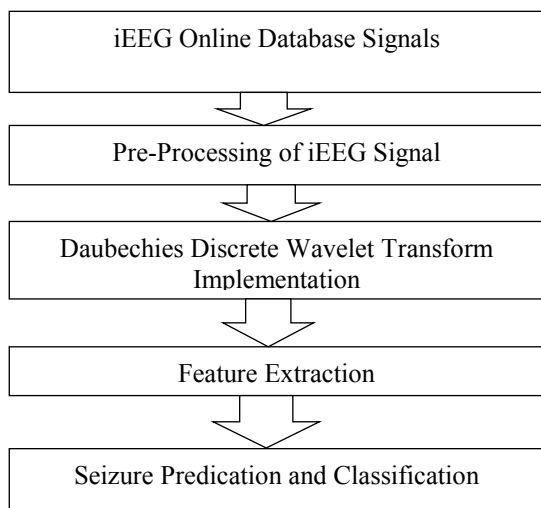 iEEG Online Database Signals
Pre-Processing of iEEG Signal
Daubechies Discrete Wavelet Transform
Implementation
Feature Extraction
Seizure Predication and Classification